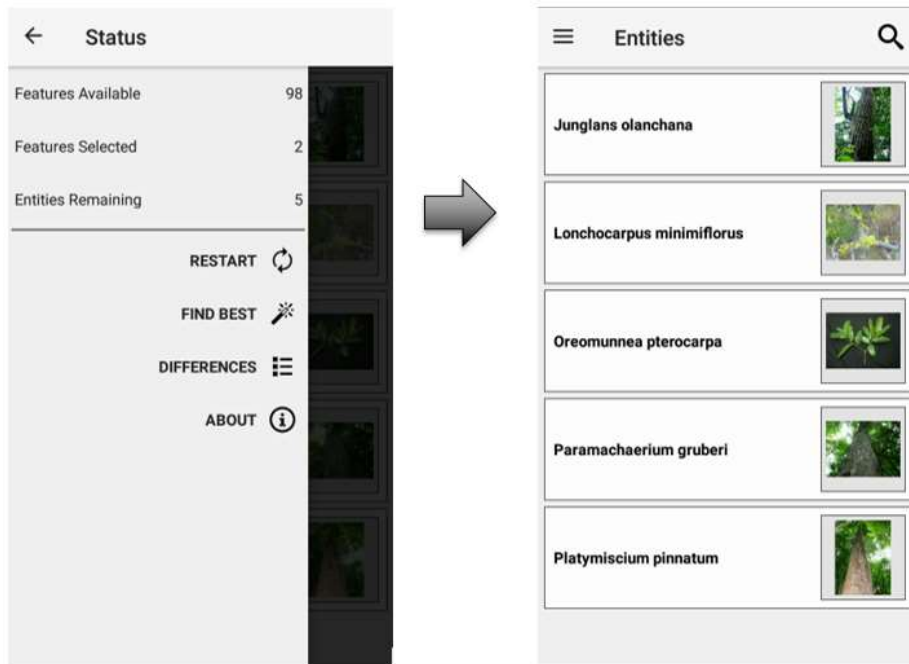 Status
Features Available 98
Features Selected 2
Entities Remaining 5
RESTART
FIND BEST
DIFFERENCES
ABOUT
Entities
Junglans olanchana
Lonchocarpus minimiflorus
Oreomunnea pterocarpa
Paramachaerium gruberi
Platymiscium pinnatum